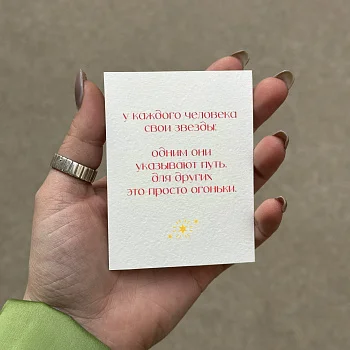 у каждого человека
свои звезды:
одним они
указывают путь,
для других
это просто огоньки.